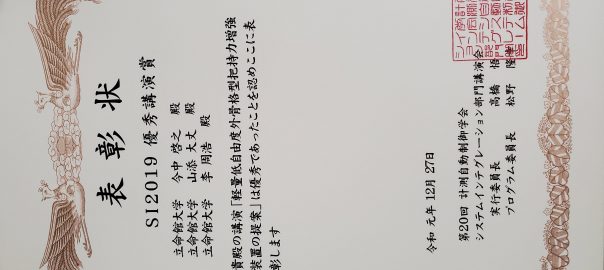 表彰状
SI2019 優秀講演賞
立命館大学 今中 啓之 殿
立命館大学 山添 大丈 殿
立命館大学 李 周浩 殿
貴殿の講演「軽量低自由度外骨格型把持力増強
装置の提案」は優秀であったことを認めここに表
彰します
令和 元年 12月 27日
第20回 計測自動制御学会
システムインテグレーション部門講演会
実行委員長 高橋 悟
プログラム委員長 松野 隆幸